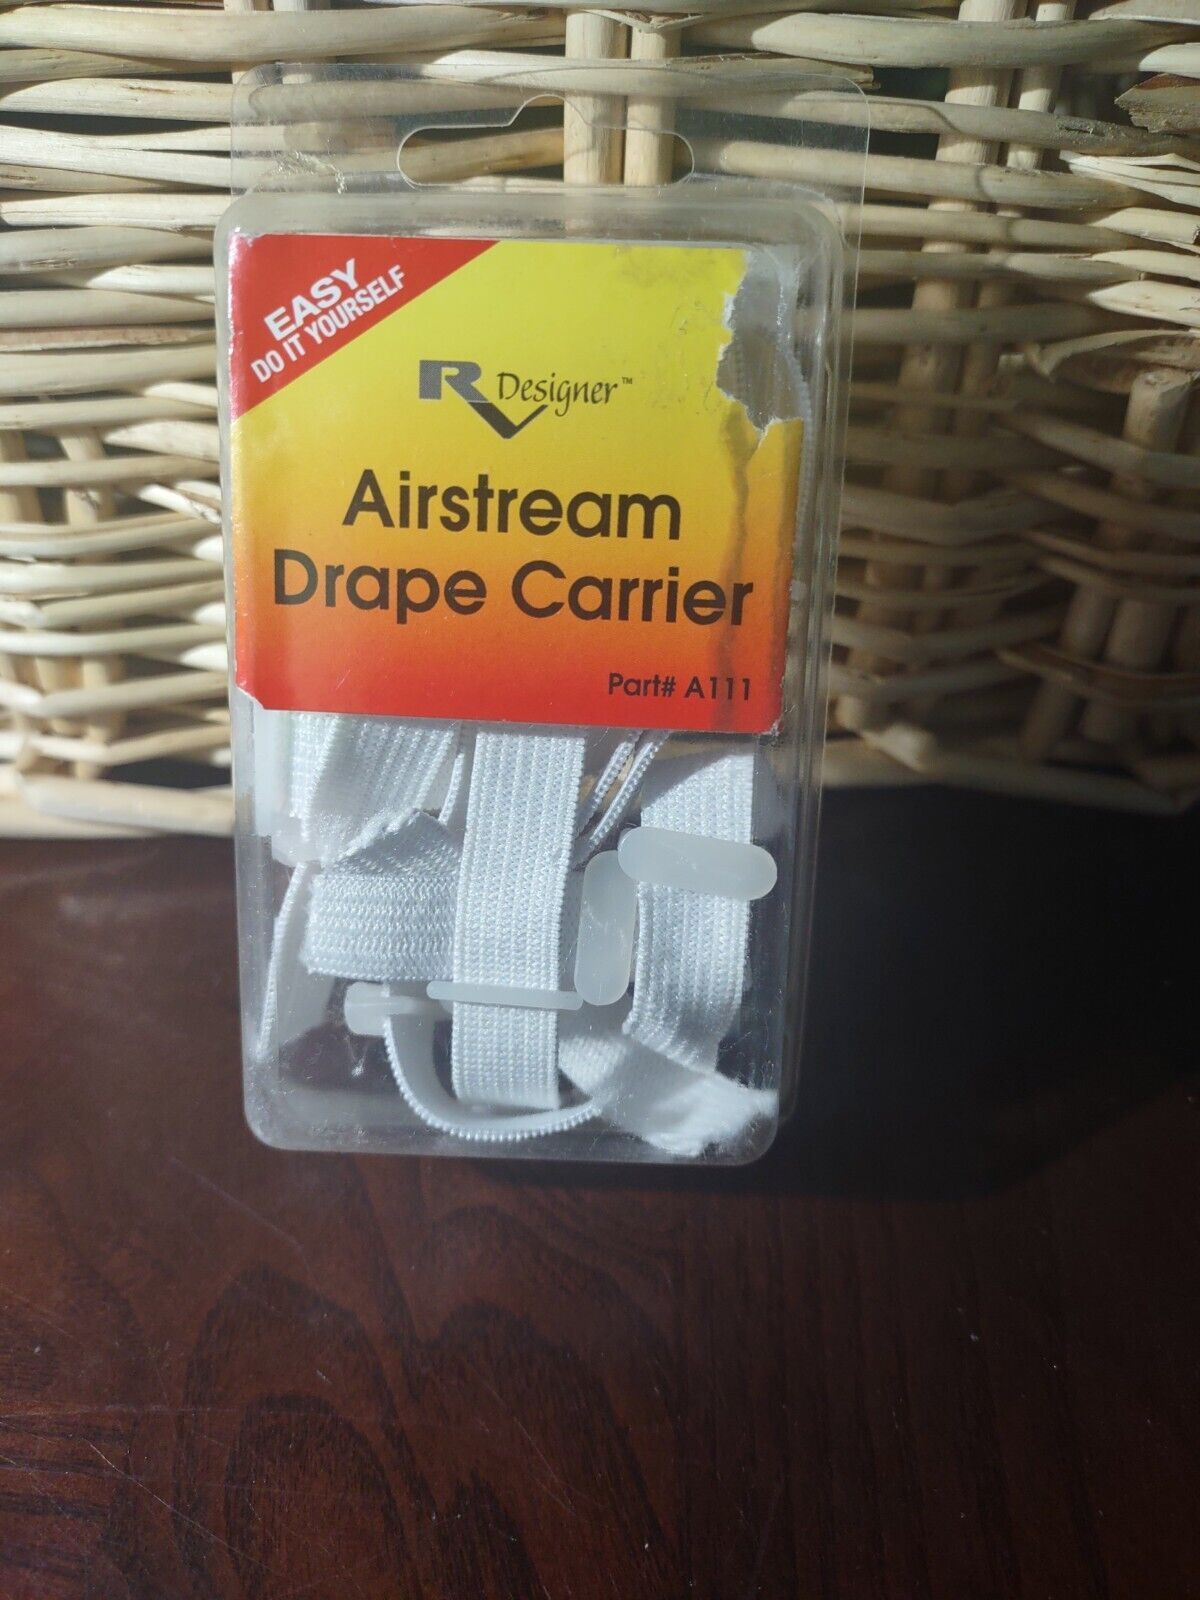 EASY
DO IT YOURSELF
RV Designer™
Airstream
Drape Carrier
Part# A111